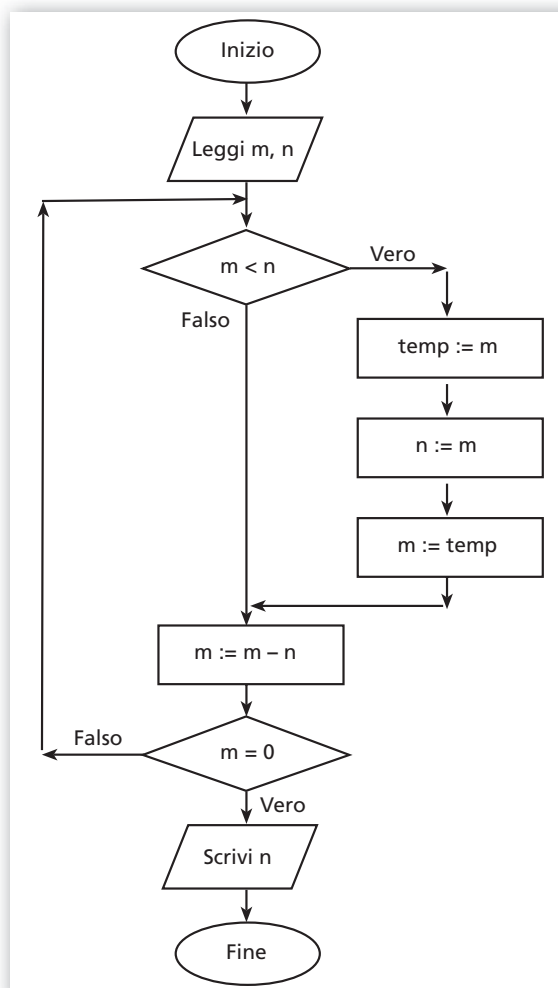 Inizio
Leggi m, n
m < n
Vero
Falso
temp := m
n := m
m := temp
m := m – n
Falso
m = 0
Vero
Scrivi n
Fine